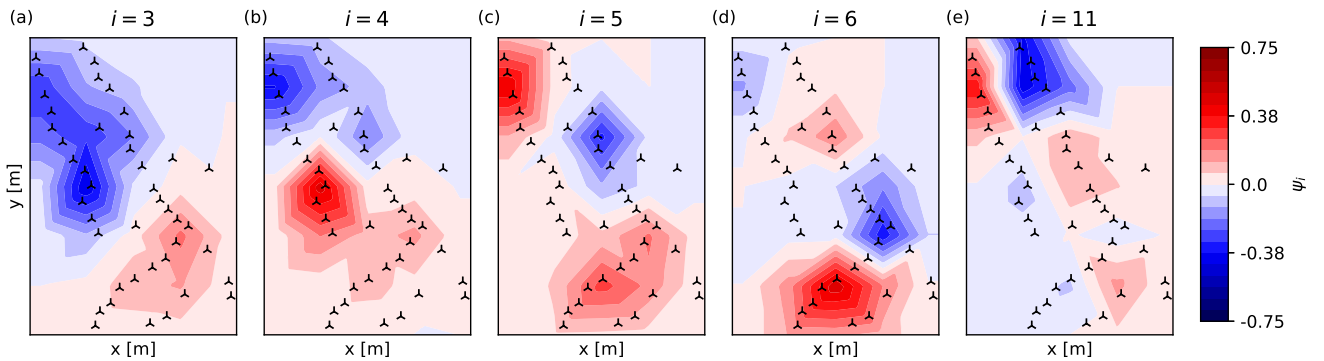 (a) i = 3
(b) i = 4
(c) i = 5
(d) i = 6
(e) i = 11
y [m]
x [m]
x [m]
x [m]
x [m]
x [m]
0.75
0.38
0.0
-0.38
-0.75
ψi